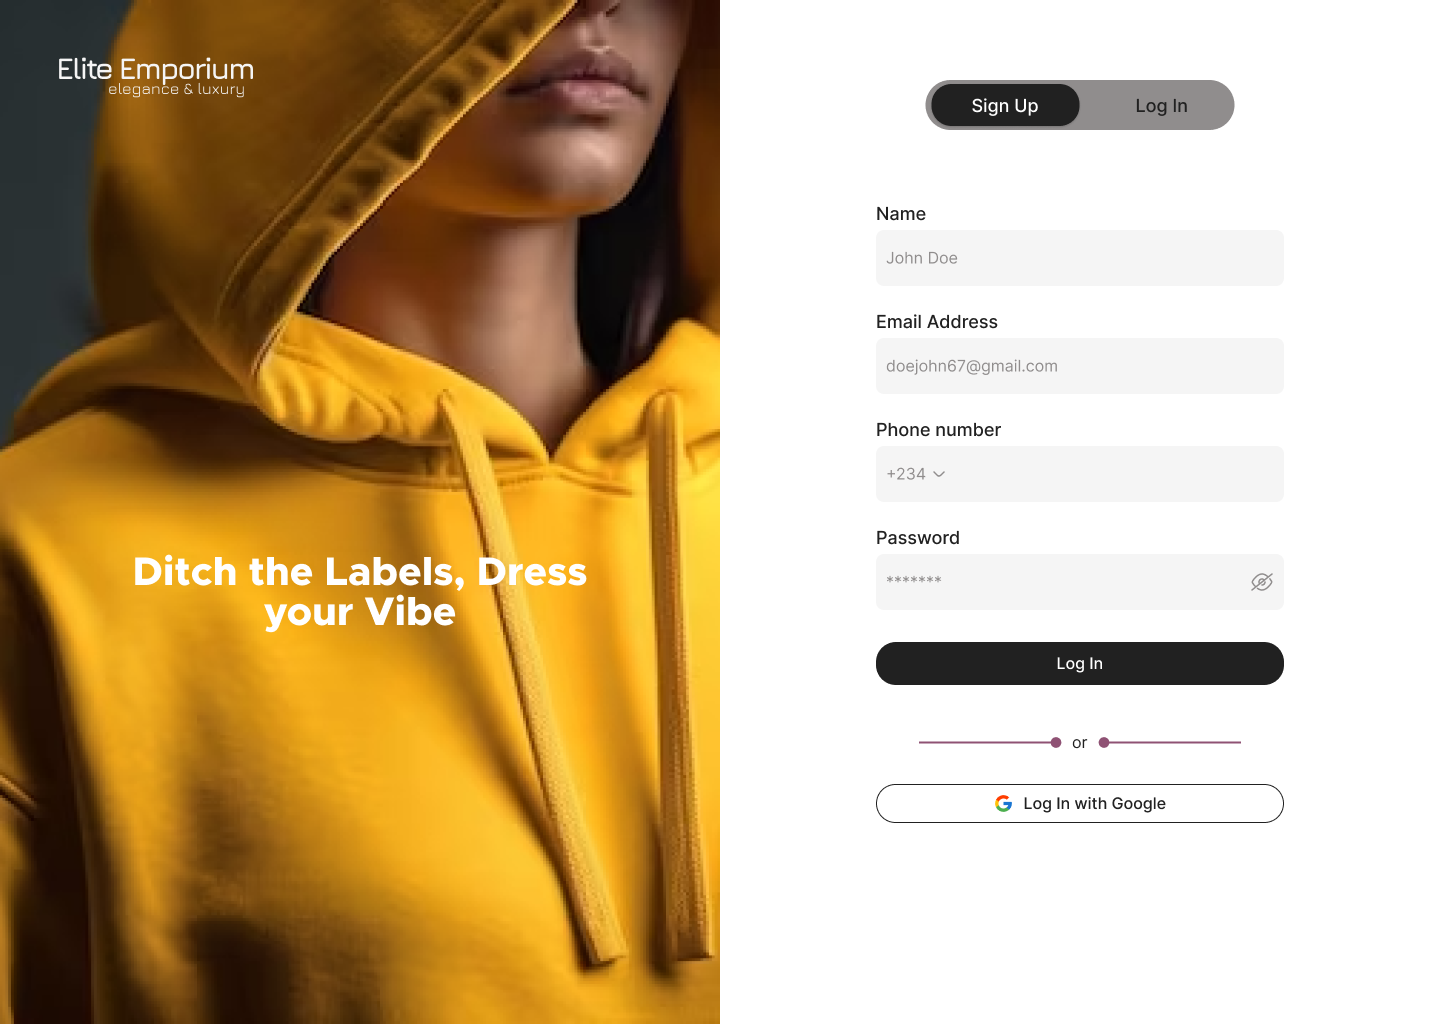 Elite Emporium
elegance & luxury
Ditch the Labels, Dress
your Vibe
Sign Up
Log In
Name
John Doe
Email Address
doejohn67@gmail.com
Phone number
+234
Password
*******
Log In
or
Log In with Google